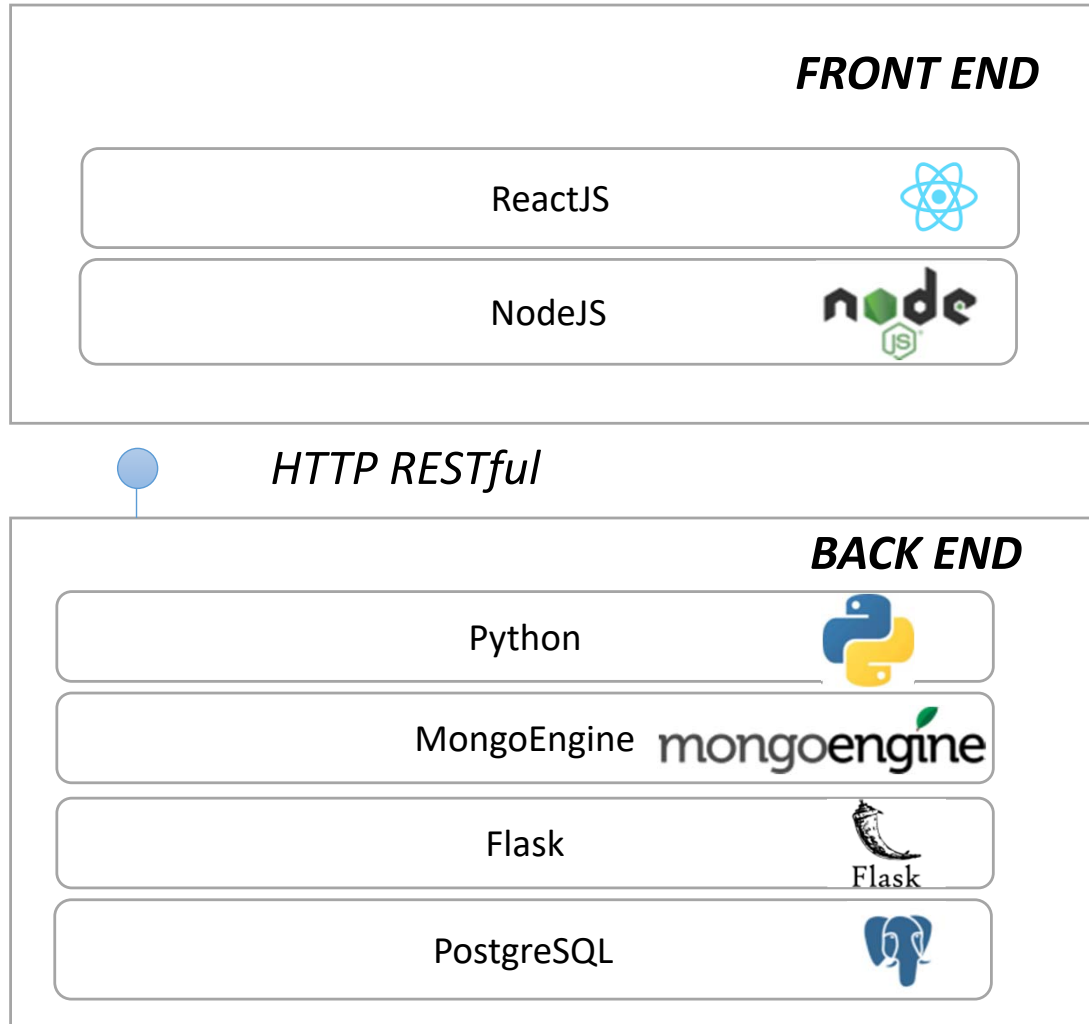 FRONT END
ReactJS
NodeJS
node
JS
HTTP RESTful
BACK END
Python
MongoEngine
mongoengine
Flask
Flask
PostgreSQL